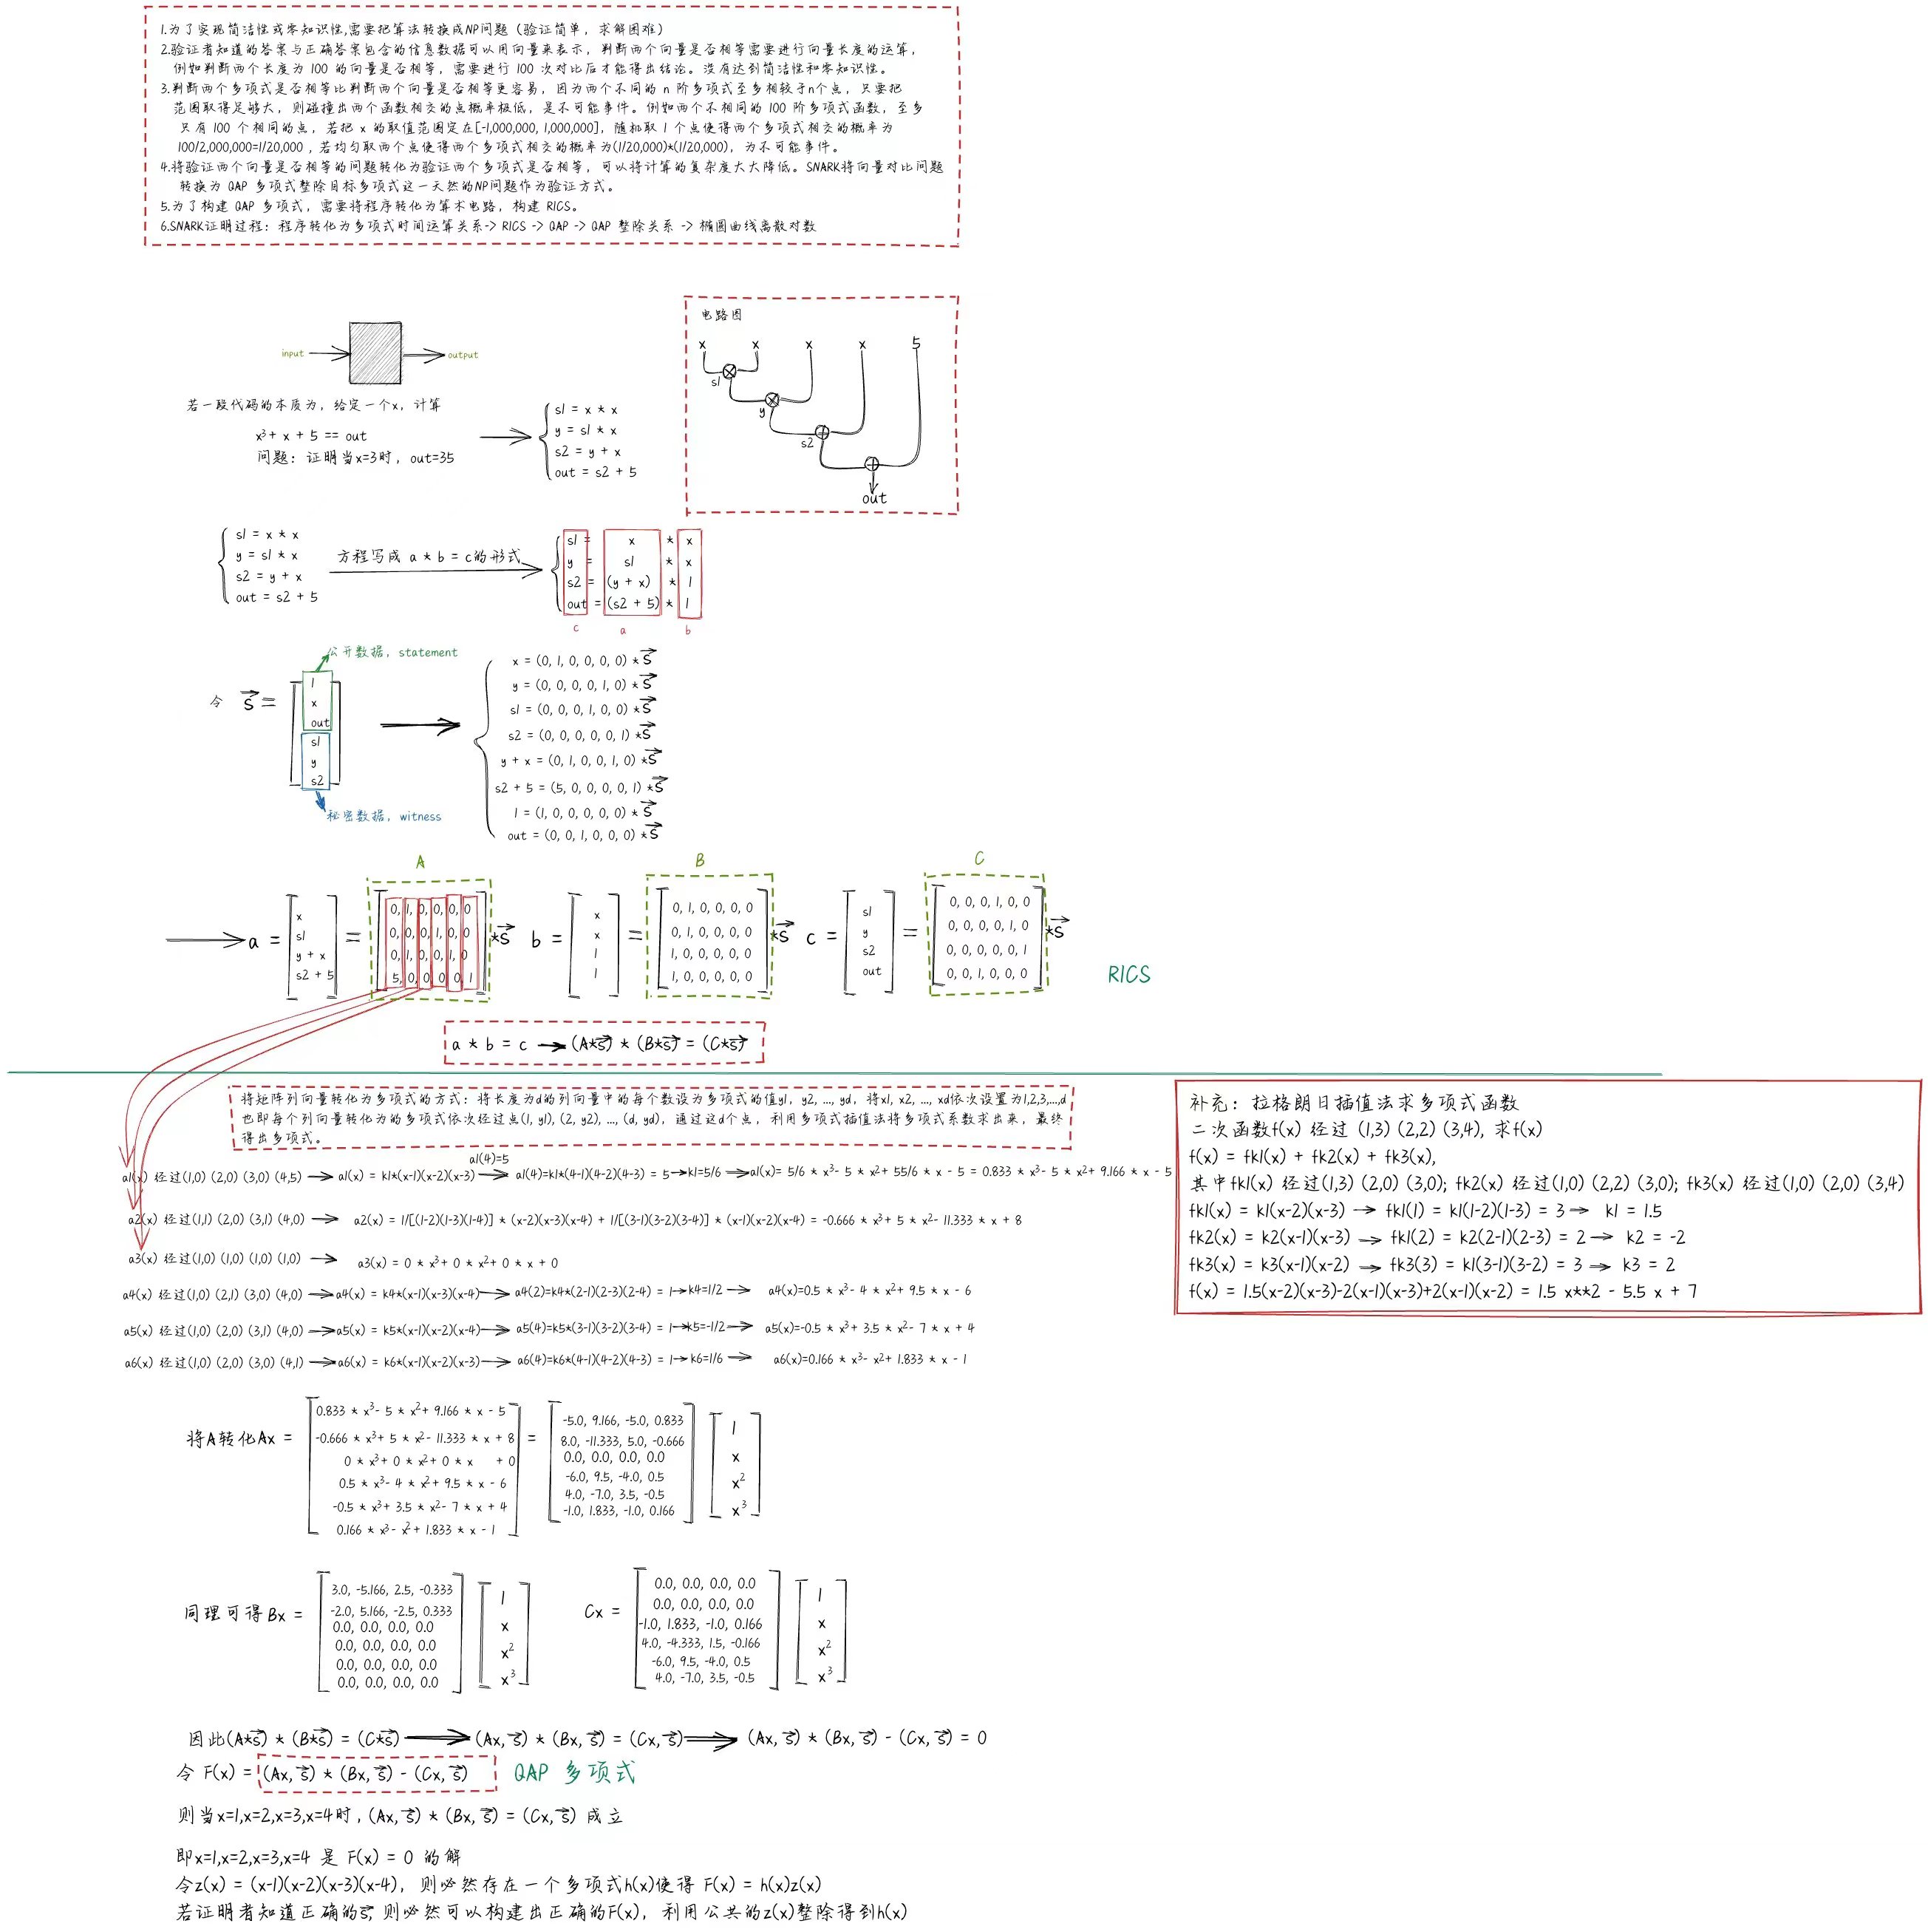 1.为了实现简洁性或零知识性,需要把算法转换成NP问题（验证简单，求解困难）
2.验证者知道的答案与正确答案包含的信息数据可以用向量来表示，判断两个向量是否相等需要进行向量长度的运算，
例如判断两个长度为 100 的向量是否相等，需要进行 100 次对比后才能得出结论。没有达到简洁性和零知识性。
3.判断两个多项式是否相等比判断两个向量是否相等更容易，因为两个不同的 n 阶多项式至多相较于n个点，只要把
范围取得足够大，则碰撞出两个函数相交的点概率极低，是不可能事件。例如两个不相同的 100 阶多项式函数，至多
只有 100 个相同的点，若把 x 的取值范围定在[-1,000,000, 1,000,000]，随机取 1 个点使得两个多项式相交的概率为
100/2,000,000=1/20,000 ，若均匀取两个点使得两个多项式相交的概率为(1/20,000)*(1/20,000)，为不可能事件。
4.将验证两个向量是否相等的问题转化为验证两个多项式是否相等，可以将计算的复杂度大大降低。SNARK将向量对比问题
转换为 QAP 多项式整除目标多项式这一天然的NP问题作为验证方式。
5.为了构建 QAP 多项式，需要将程序转化为算术电路，构建 R1CS。
6.SNARK证明过程：程序转化为多项式时间运算关系-> R1CS -> QAP -> QAP 整除关系 -> 椭圆曲线离散对数
电路图
x x x x 5
s1
y
s2
out
input
output
若一段代码的本质为，给定一个x，计算
x³+ x + 5 == out
问题：证明当x=3时，out=35
s1 = x * x
y = s1 * x
s2 = y + x
out = s2 + 5
s1 = x * x
y = s1 * x
s2 = y + x
out = s2 + 5
方程写成 a * b = c的形式
s1 = x * x
y = s1 * x
s2 = (y + x) * 1
out = (s2 + 5) * 1
c a b
公开数据，statement
令 s =
1
x
out
s1
y
s2
秘密数据，witness
x = (0, 1, 0, 0, 0, 0) * s
y = (0, 0, 0, 0, 1, 0) * s
s1 = (0, 0, 0, 1, 0, 0) * s
s2 = (0, 0, 0, 0, 0, 1) * s
y + x = (0, 1, 0, 0, 1, 0) * s
s2 + 5 = (5, 0, 0, 0, 0, 1) * s
1 = (1, 0, 0, 0, 0, 0) * s
out = (0, 0, 1, 0, 0, 0) * s
A
a =
x
s1
y + x
s2 + 5
=
0, 1, 0, 0, 0, 0
0, 0, 0, 1, 0, 0
0, 1, 0, 0, 1, 0
5, 0, 0, 0, 0, 1
*s
B
b =
x
x
1
1
=
0, 1, 0, 0, 0, 0
0, 1, 0, 0, 0, 0
1, 0, 0, 0, 0, 0
1, 0, 0, 0, 0, 0
*s
C
c =
s1
y
s2
out
=
0, 0, 0, 1, 0, 0
0, 0, 0, 0, 1, 0
0, 0, 0, 0, 0, 1
0, 0, 1, 0, 0, 0
*s
R1CS
a * b = c (A*s) * (B*s) = (C*s)
将矩阵列向量转化为多项式的方式：将长度为d的列向量中的每个数设为多项式的值y1，y2，...，yd，将x1，x2，...，xd依次设置为1,2,3,...,d
也即每个列向量转化为的多项式依次经过点(1, y1), (2, y2), ..., (d, yd)，通过这d个点，利用多项式插值法将多项式系数求出来，最终
得出多项式。
a1(x) 经过(1,0) (2,0) (3,0) (4,5) a1(x) = k1*(x-1)(x-2)(x-3) a1(4)=5 a1(4)=k1*(4-1)(4-2)(4-3) = 5 k1=5/6 a1(x)= 5/6 * x³- 5 * x²+ 55/6 * x - 5 = 0.833 * x³- 5 * x²+ 9.166 * x - 5
a2(x) 经过(1,1) (2,0) (3,1) (4,0) a2(x) = 1/[(1-2)(1-3)(1-4)] * (x-2)(x-3)(x-4) + 1/[(3-1)(3-2)(3-4)] * (x-1)(x-2)(x-4) = -0.666 * x³+ 5 * x²- 11.333 * x + 8
a3(x) 经过(1,0) (1,0) (1,0) (1,0) a3(x) = 0 * x³+ 0 * x²+ 0 * x + 0
a4(x) 经过(1,0) (2,1) (3,0) (4,0) a4(x) = k4*(x-1)(x-3)(x-4) a4(2)=k4*(2-1)(2-3)(2-4) = 1 k4=1/2 a4(x)=0.5 * x³- 4 * x²+ 9.5 * x - 6
a5(x) 经过(1,0) (2,0) (3,1) (4,0) a5(x) = k5*(x-1)(x-2)(x-4) a5(4)=k5*(3-1)(3-2)(3-4) = 1 k5=-1/2 a5(x)=-0.5 * x³+ 3.5 * x²- 7 * x + 4
a6(x) 经过(1,0) (2,0) (3,0) (4,1) a6(x) = k6*(x-1)(x-2)(x-3) a6(4)=k6*(4-1)(4-2)(4-3) = 1 k6=1/6 a6(x)=0.166 * x³- x²+ 1.833 * x - 1
补充：拉格朗日插值法求多项式函数
二次函数f(x) 经过 (1,3) (2,2) (3,4), 求f(x)
f(x) = fk1(x) + fk2(x) + fk3(x),
其中fk1(x) 经过(1,3) (2,0) (3,0); fk2(x) 经过(1,0) (2,2) (3,0); fk3(x) 经过(1,0) (2,0) (3,4)
fk1(x) = k1(x-2)(x-3) fk1(1) = k1(1-2)(1-3) = 3 k1 = 1.5
fk2(x) = k2(x-1)(x-3) fk1(2) = k2(2-1)(2-3) = 2 k2 = -2
fk3(x) = k3(x-1)(x-2) fk3(3) = k1(3-1)(3-2) = 3 k3 = 2
f(x) = 1.5(x-2)(x-3)-2(x-1)(x-3)+2(x-1)(x-2) = 1.5 x**2 - 5.5 x + 7
将A转化Ax =
0.833 * x³- 5 * x²+ 9.166 * x - 5
-0.666 * x³+ 5 * x²- 11.333 * x + 8
0 * x³+ 0 * x²+ 0 * x + 0
0.5 * x³- 4 * x²+ 9.5 * x - 6
-0.5 * x³+ 3.5 * x²- 7 * x + 4
0.166 * x³- x²+ 1.833 * x - 1
=
-5.0, 9.166, -5.0, 0.833
8.0, -11.333, 5.0, -0.666
0.0, 0.0, 0.0, 0.0
-6.0, 9.5, -4.0, 0.5
4.0, -7.0, 3.5, -0.5
-1.0, 1.833, -1.0, 0.166
1
x
x²
x³
同理可得 Bx =
3.0, -5.166, 2.5, -0.333
-2.0, 5.166, -2.5, 0.333
0.0, 0.0, 0.0, 0.0
0.0, 0.0, 0.0, 0.0
0.0, 0.0, 0.0, 0.0
0.0, 0.0, 0.0, 0.0
1
x
x²
x³
Cx =
0.0, 0.0, 0.0, 0.0
0.0, 0.0, 0.0, 0.0
-1.0, 1.833, -1.0, 0.166
4.0, -4.333, 1.5, -0.166
-6.0, 9.5, -4.0, 0.5
4.0, -7.0, 3.5, -0.5
1
x
x²
x³
因此(A*s) * (B*s) = (C*s) (Ax, s) * (Bx, s) = (Cx, s) (Ax, s) * (Bx, s) - (Cx, s) = 0
令 F(x) = (Ax, s) * (Bx, s) - (Cx, s) QAP 多项式
则当x=1,x=2,x=3,x=4时，(Ax, s) * (Bx, s) = (Cx, s) 成立
即x=1,x=2,x=3,x=4 是 F(x) = 0 的解
令z(x) = (x-1)(x-2)(x-3)(x-4)，则必然存在一个多项式h(x)使得 F(x) = h(x)z(x)
若证明者知道正确的s, 则必然可以构建出正确的F(x)，利用公共的z(x)整除得到h(x)